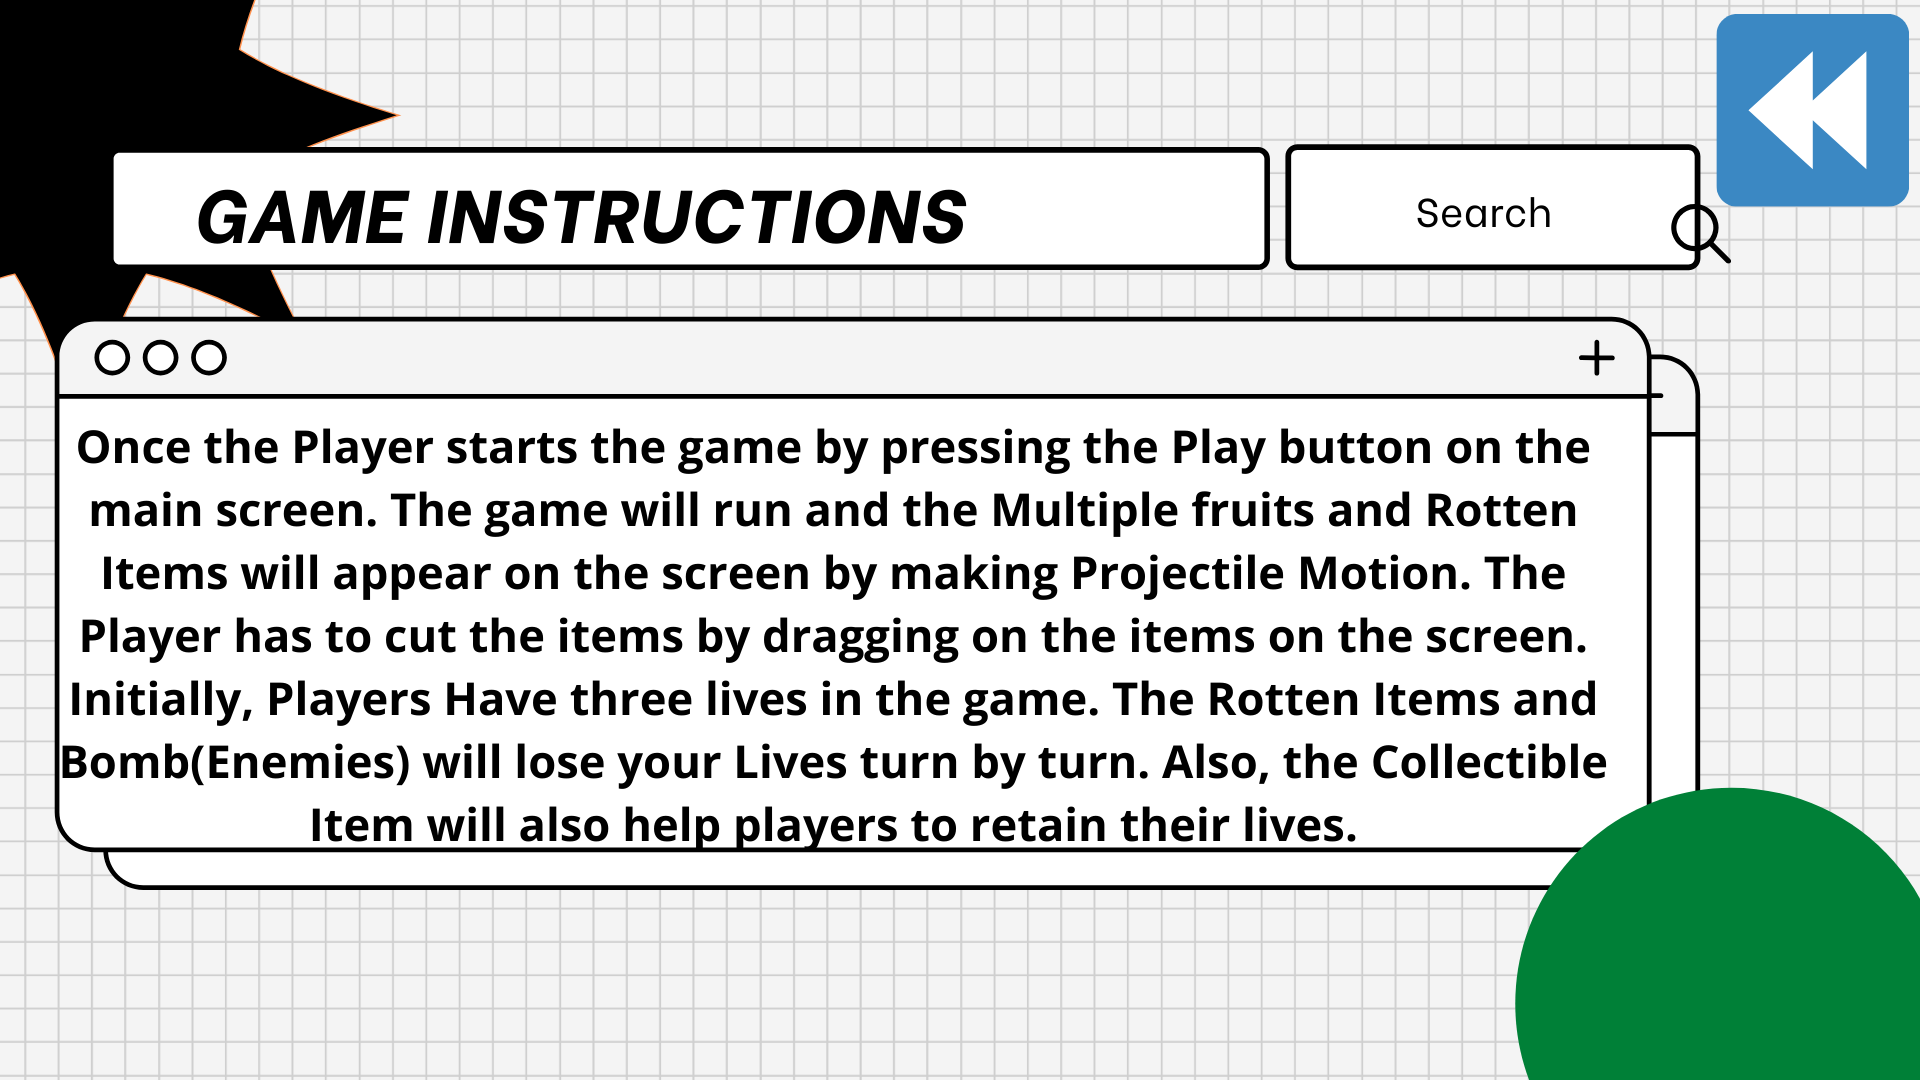 GAME INSTRUCTIONS
Search
Once the Player starts the game by pressing the Play button on the
main screen. The game will run and the Multiple fruits and Rotten
Items will appear on the screen by making Projectile Motion. The
Player has to cut the items by dragging on the items on the screen.
Initially, Players Have three lives in the game. The Rotten Items and
Bomb(Enemies) will lose your Lives turn by turn. Also, the Collectible
Item will also help players to retain their lives.